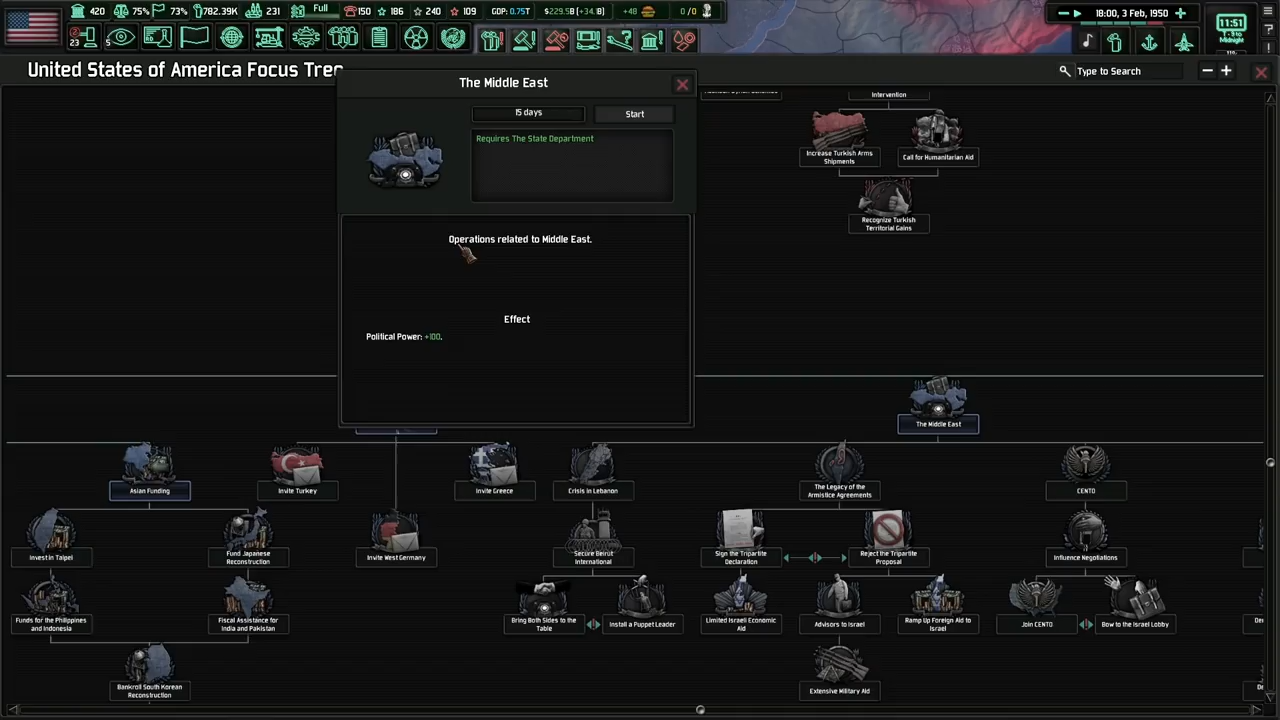 420 75% 73% 782.39K 231 Full 150 186 240 109 GDP: 0.75T $229.5B (+34.1B) +48 0/0 18:00, 3 Feb, 1950
11:51
23 5
United States of America Focus Tree
Type to Search
The Middle East
15 days
Start
Requires The State Department
Operations related to Middle East.
Effect
Political Power: +100.
Intervention
Increase Turkish Arms
Shipments
Call for Humanitarian Aid
Recognize Turkish
Territorial Gains
The Middle East
Asian Funding
Invite Turkey
Invite Greece
Crisis in Lebanon
The Legacy of the
Armistice Agreements
CENTO
Invest in Taipei
Fund Japanese
Reconstruction
Invite West Germany
Secure Beirut
International
Sign the Tripartite
Declaration
Reject the Tripartite
Proposal
Influence Negotiations
Funds for the Philippines
and Indonesia
Fiscal Assistance for
India and Pakistan
Bring Both Sides to the
Table
Install a Puppet Leader
Limited Israeli Economic
Aid
Advisors to Israel
Ramp Up Foreign Aid to
Israel
Join CENTO
Bow to the Israel Lobby
Bankroll South Korean
Reconstruction
Extensive Military Aid